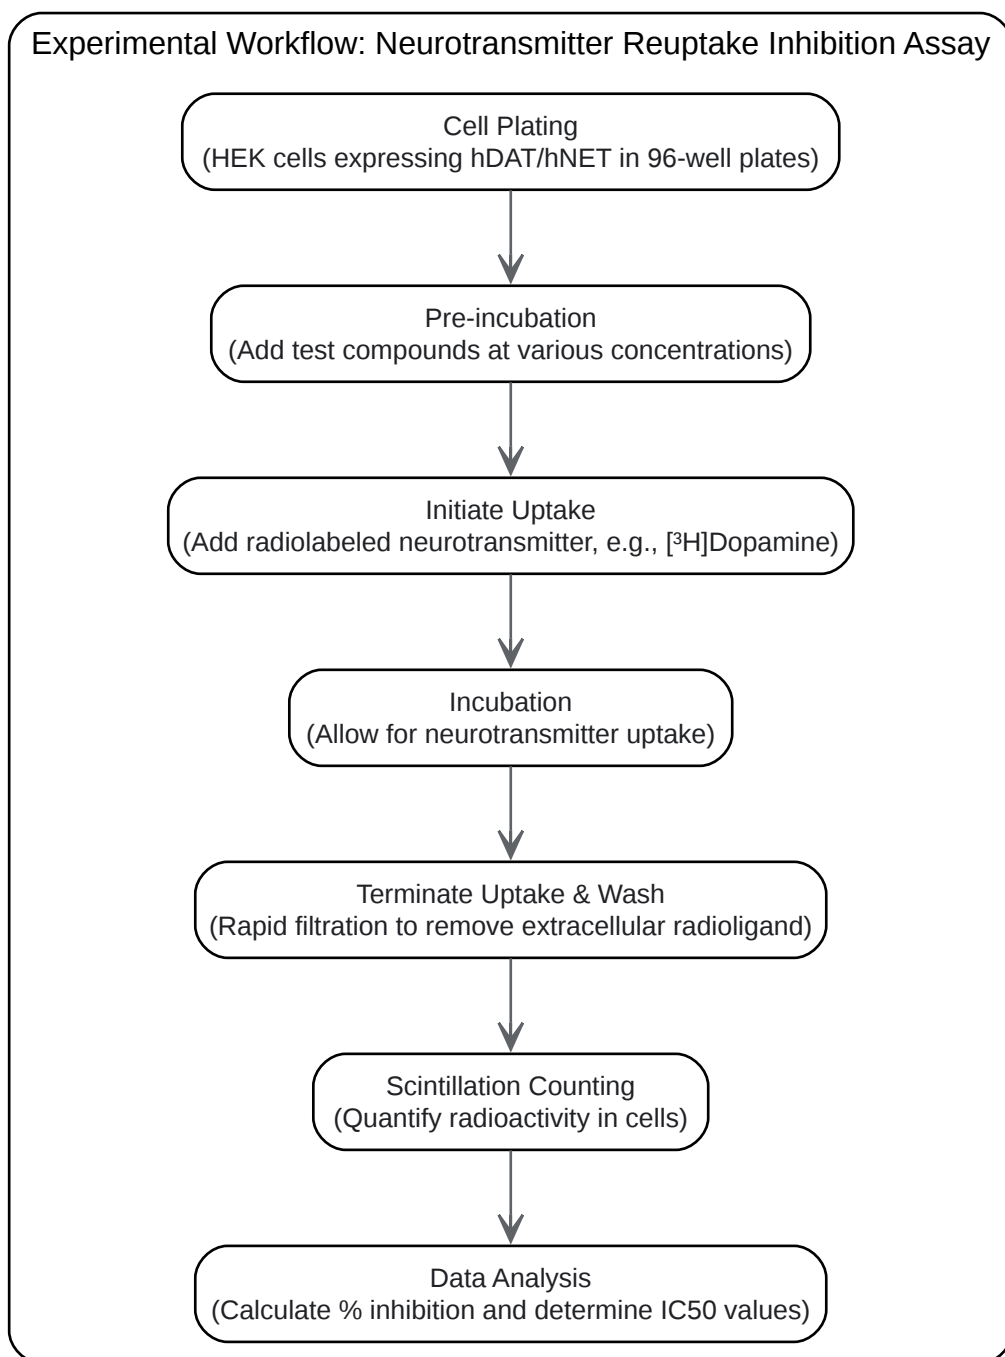 Experimental Workflow: Neurotransmitter Reuptake Inhibition Assay
Cell Plating
(HEK cells expressing hDAT/hNET in 96-well plates)
Pre-incubation
(Add test compounds at various concentrations)
Initiate Uptake
(Add radiolabeled neurotransmitter, e.g., [³H]Dopamine)
Incubation
(Allow for neurotransmitter uptake)
Terminate Uptake & Wash
(Rapid filtration to remove extracellular radioligand)
Scintillation Counting
(Quantify radioactivity in cells)
Data Analysis
(Calculate % inhibition and determine IC50 values)